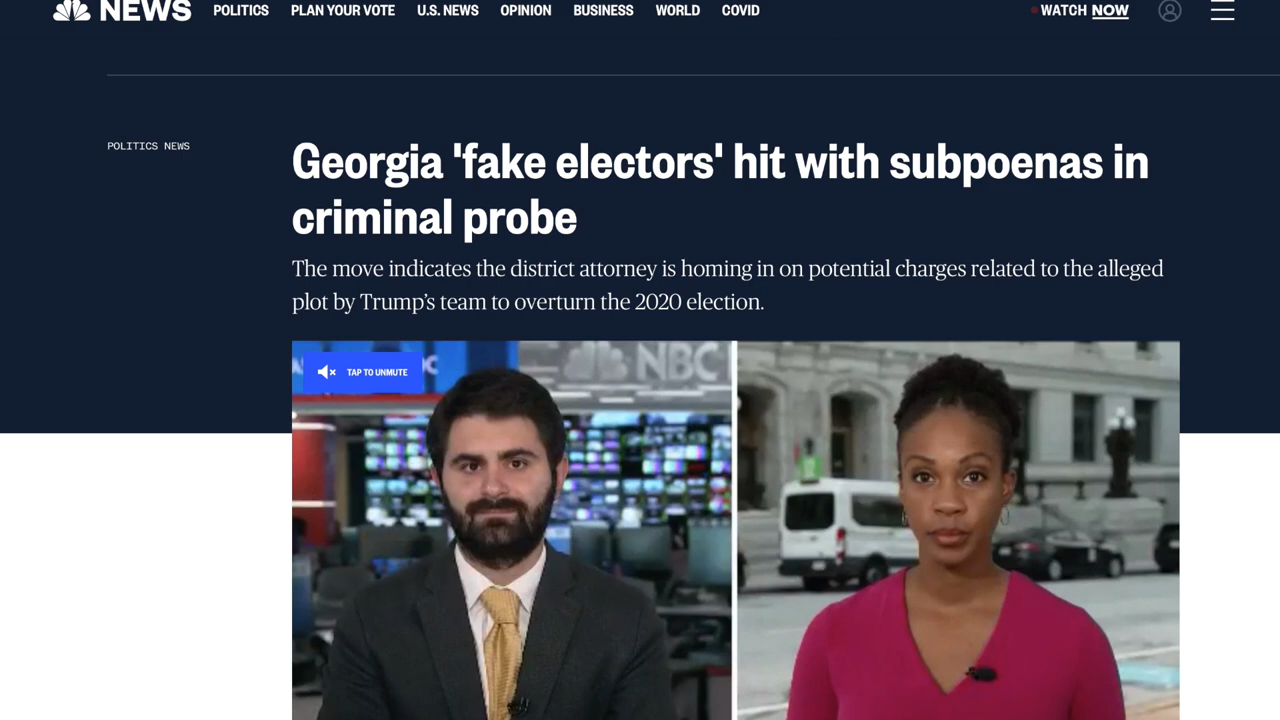 NEWS POLITICS PLAN YOUR VOTE U.S. NEWS OPINION BUSINESS WORLD COVID WATCH NOW
POLITICS NEWS
Georgia 'fake electors' hit with subpoenas in
criminal probe
The move indicates the district attorney is homing in on potential charges related to the alleged
plot by Trump’s team to overturn the 2020 election.
NBC
TAP TO UNMUTE